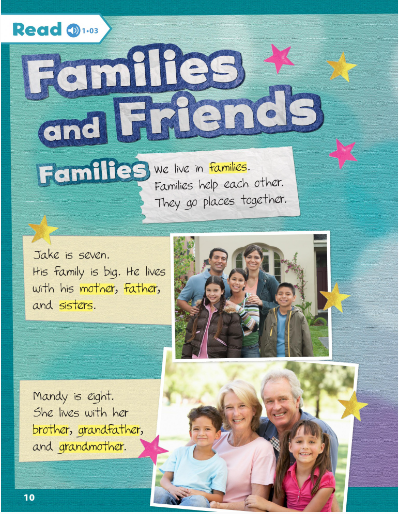 Read 1•03
Families
and Friends
Families
We live in families.
Families help each other.
They go places together.
Jake is seven.
His family is big. He lives
with his mother, father,
and sisters.
Mandy is eight.
She lives with her
brother, grandfather,
and grandmother.
10